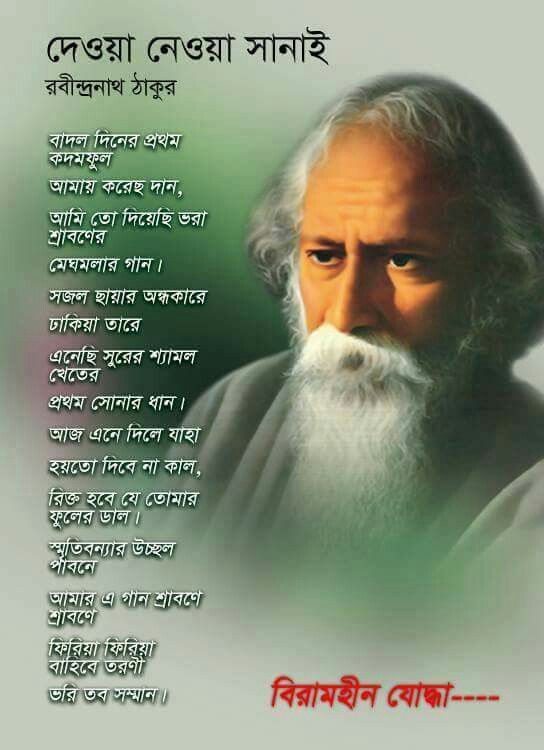 দেওয়া নেওয়া সানাই
রবীন্দ্রনাথ ঠাকুর
বাদল দিনের প্রথম
কদমফুল
আমায় করেছ দান,
আমি তো দিয়েছি ভরা
শ্রাবণের
মেঘমলার গান।
সজল ছায়ার অন্ধকারে
ঢাকিয়া তারে
এনেছি সুরের শ্যামল
খেতের
প্রথম সোনার ধান।
আজ এনে দিলে যাহা
হয়তো দিবে না কাল,
রিক্ত হবে যে তোমার
ফুলের ডাল।
স্মৃতিবন্যার উচ্ছল
পাবনে
আমার এ গান শ্রাবণে
শ্রাবণে
ফিরিয়া ফিরিয়া
বাহিবে তরণী
ভরি তব সম্মান।
বিরামহীন যোদ্ধা----